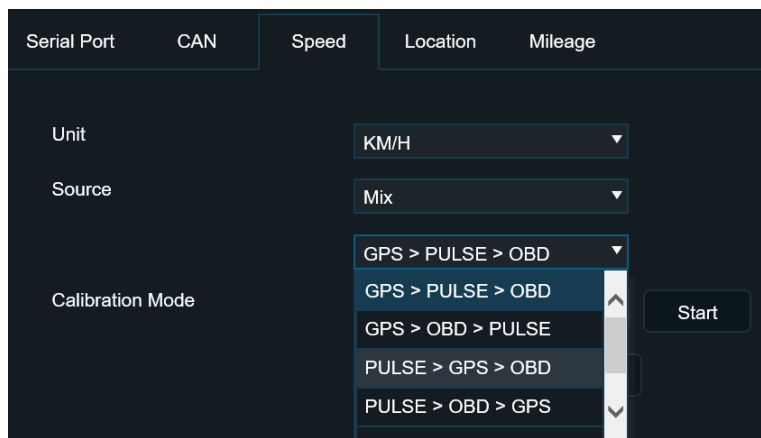 Serial Port CAN Speed Location Mileage
Unit KM/H
Source Mix
GPS > PULSE > OBD
GPS > PULSE > OBD
Calibration Mode
Start
GPS > OBD > PULSE
PULSE > GPS > OBD
PULSE > OBD > GPS